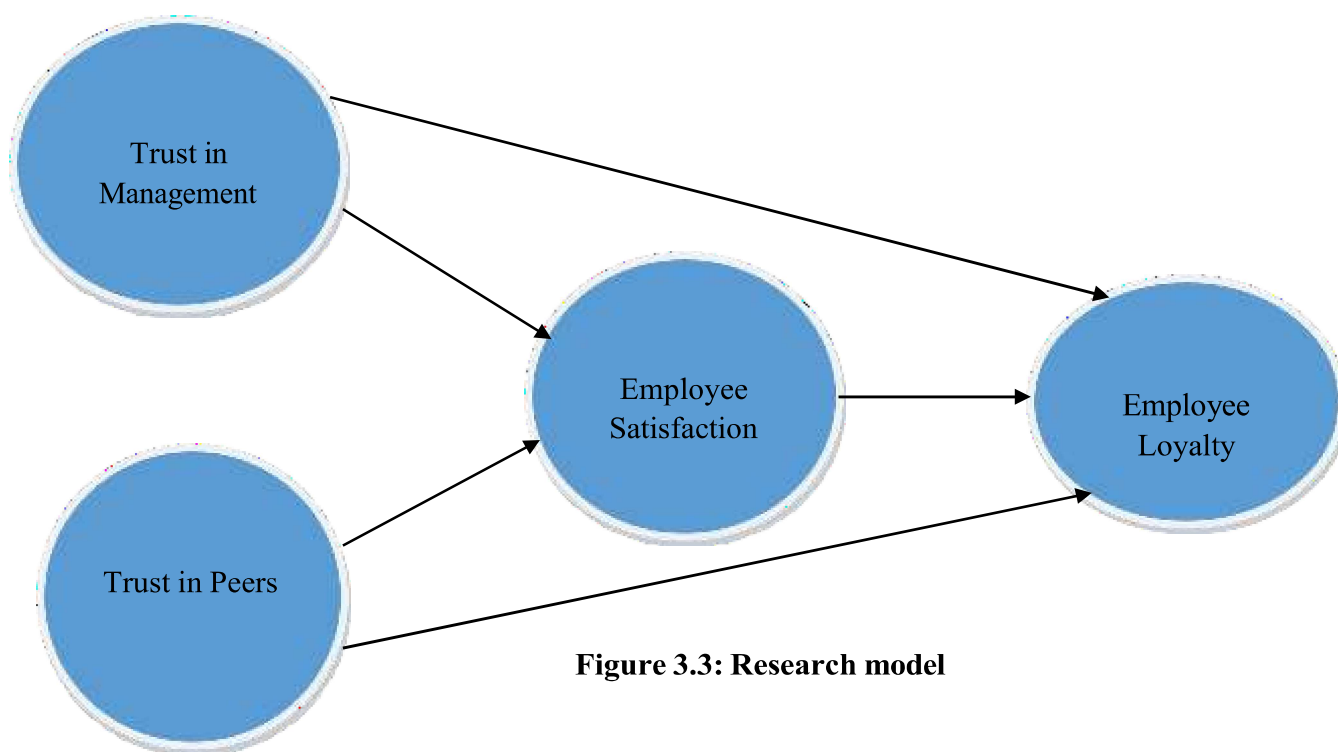 Trust in
Management
Employee
Satisfaction
Employee
Loyalty
Trust in Peers
Figure 3.3: Research model